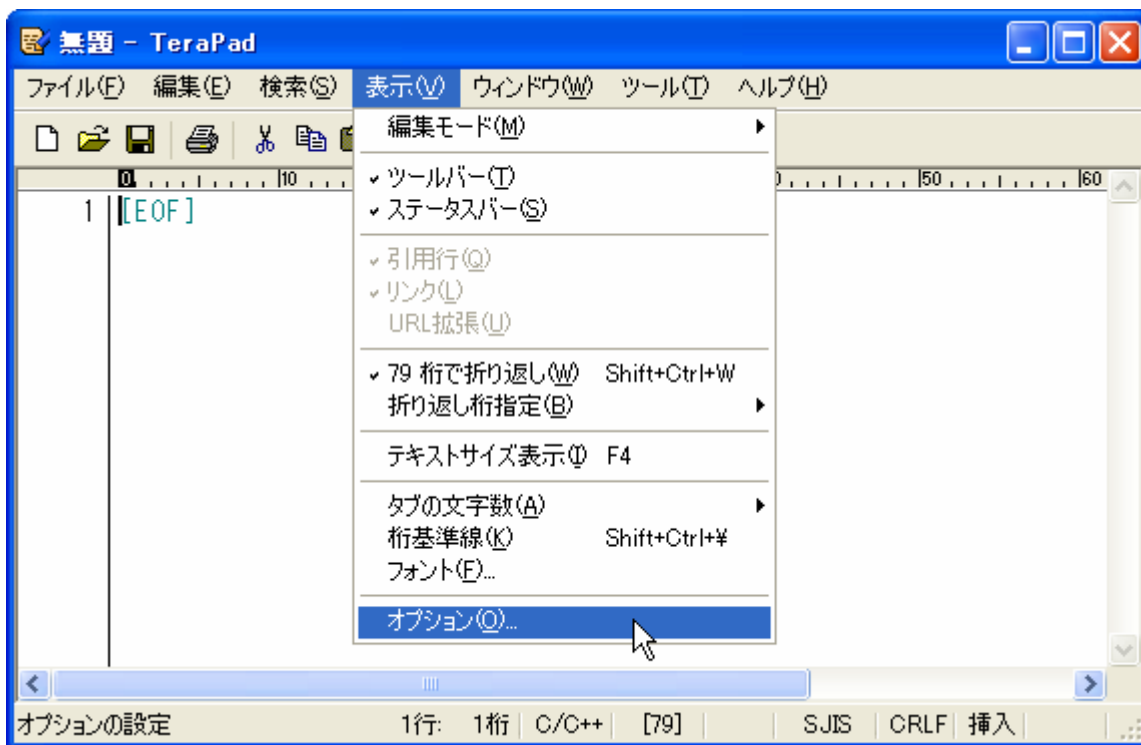 無題 - TeraPad
ファイル(F) 編集(E) 検索(S) 表示(V) ウィンドウ(W) ツール(T) ヘルプ(H)
編集モード(M)
ツールバー(T)
ステータスバー(S)
引用行(Q)
リンク(L)
URL拡張(U)
79 桁で折り返し(W) Shift+Ctrl+W
折り返し桁指定(B)
テキストサイズ表示(I) F4
タブの文字数(A)
桁基準線(K) Shift+Ctrl+¥
フォント(F)...
オプション(O)...
0 10 50 60
1 [EOF]
オプションの設定 1行: 1桁 C/C++ [79] SJIS CRLF 挿入